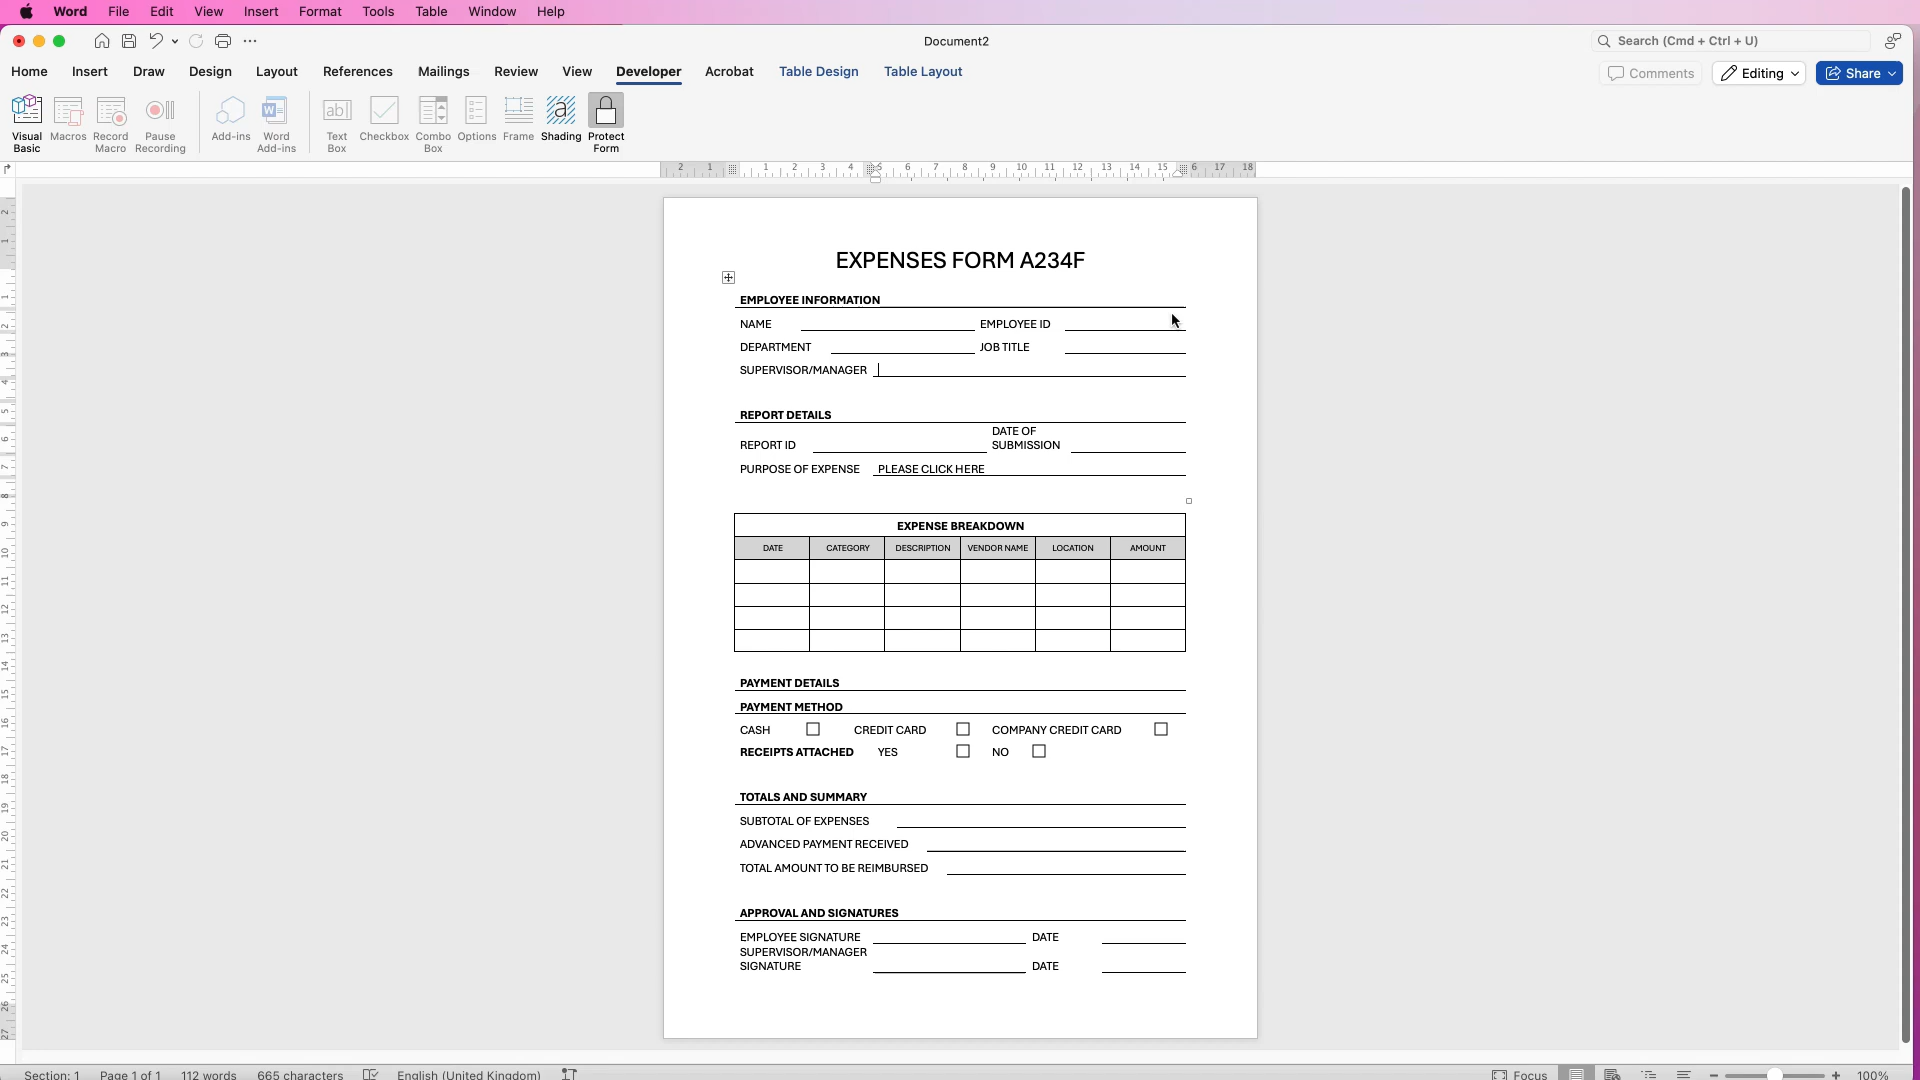 Word File Edit View Insert Format Tools Table Window Help
Document2
Search (Cmd + Ctrl + U)
Home Insert Draw Design Layout References Mailings Review View Developer Acrobat Table Design Table Layout
Comments Editing Share
Visual Basic
Macros
Record Macro
Pause Recording
Add-ins
Word Add-ins
Text Box
Checkbox
Combo Box
Options
Frame
Shading
Protect Form
EXPENSES FORM A234F
EMPLOYEE INFORMATION
NAME EMPLOYEE ID
DEPARTMENT JOB TITLE
SUPERVISOR/MANAGER
REPORT DETAILS
REPORT ID DATE OF SUBMISSION
PURPOSE OF EXPENSE PLEASE CLICK HERE
EXPENSE BREAKDOWN
DATE CATEGORY DESCRIPTION VENDOR NAME LOCATION AMOUNT
PAYMENT DETAILS
PAYMENT METHOD
CASH CREDIT CARD COMPANY CREDIT CARD
RECEIPTS ATTACHED YES NO
TOTALS AND SUMMARY
SUBTOTAL OF EXPENSES
ADVANCED PAYMENT RECEIVED
TOTAL AMOUNT TO BE REIMBURSED
APPROVAL AND SIGNATURES
EMPLOYEE SIGNATURE DATE
SUPERVISOR/MANAGER
SIGNATURE DATE
Section: 1 Page 1 of 1 112 words 665 characters English (United Kingdom) Focus 100%